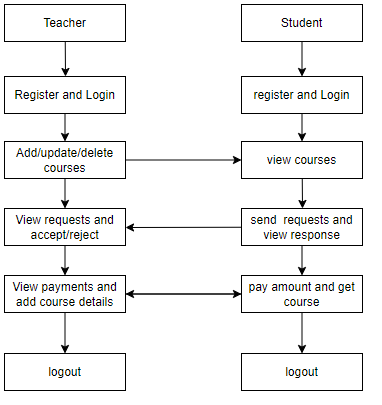 Teacher
Student
Register and Login
register and Login
Add/update/delete
courses
view courses
View requests and
accept/reject
send  requests and
view response
View payments and
add course details
pay amount and get
course
logout
logout